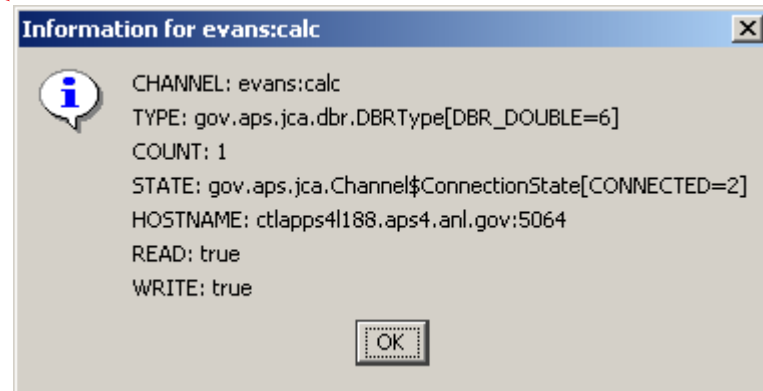 Information for evans:calc
CHANNEL: evans:calc
TYPE: gov.aps.jca.dbr.DBRType[DBR_DOUBLE=6]
COUNT: 1
STATE: gov.aps.jca.Channel$ConnectionState[CONNECTED=2]
HOSTNAME: ctlapps4l188.aps4.anl.gov:5064
READ: true
WRITE: true
OK